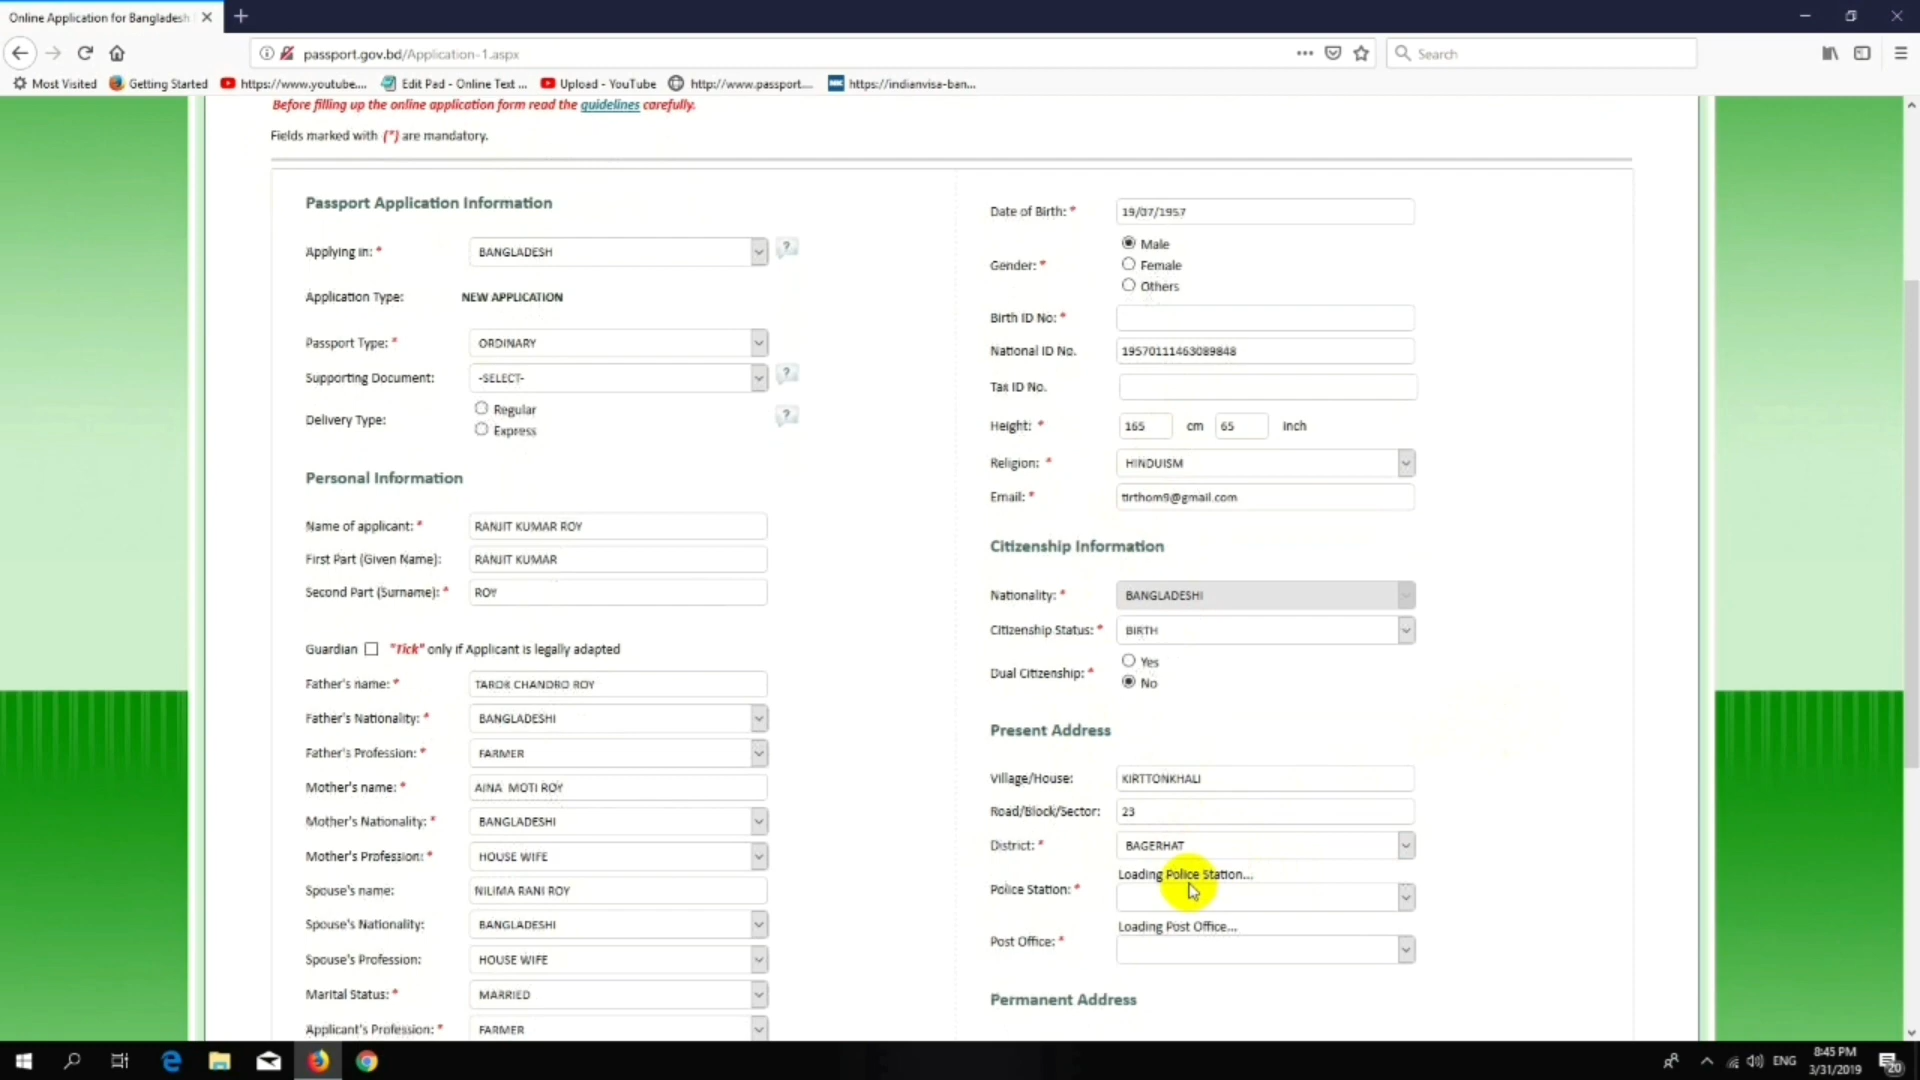 Online Application for Bangladesh
passport.gov.bd/Application-1.aspx
Search
Most Visited
Getting Started
https://www.youtube....
Edit Pad - Online Text ...
Upload - YouTube
http://www.passport....
https://indianvisa-ban...
Before filling up the online application form read the guidelines carefully.
Fields marked with (*) are mandatory.
Passport Application Information
Applying in: * BANGLADESH
Application Type: NEW APPLICATION
Passport Type: * ORDINARY
Supporting Document: -SELECT-
Delivery Type: Regular
Express
Personal Information
Name of applicant: * RANJIT KUMAR ROY
First Part (Given Name): RANJIT KUMAR
Second Part (Surname): * ROY
Guardian "Tick" only if Applicant is legally adapted
Father's name: * TAROK CHANDRO ROY
Father's Nationality: * BANGLADESHI
Father's Profession: * FARMER
Mother's name: * AINA MOTI ROY
Mother's Nationality: * BANGLADESHI
Mother's Profession: * HOUSE WIFE
Spouse's name: NILIMA RANI ROY
Spouse's Nationality: BANGLADESHI
Spouse's Profession: HOUSE WIFE
Marital Status: * MARRIED
Applicant's Profession: * FARMER
Date of Birth: * 19/07/1957
Gender: * Male
Female
Others
Birth ID No: *
National ID No. 19570111463089848
Tax ID No.
Height: * 165 cm 65 inch
Religion: * HINDUISM
Email: * tirthom9@gmail.com
Citizenship Information
Nationality: * BANGLADESHI
Citizenship Status: * BIRTH
Dual Citizenship: * Yes
No
Present Address
Village/House: KIRTTONKHALI
Road/Block/Sector: 23
District: * BAGERHAT
Loading Police Station...
Police Station: *
Loading Post Office...
Post Office: *
Permanent Address
ENG
8:45 PM
3/31/2019
20